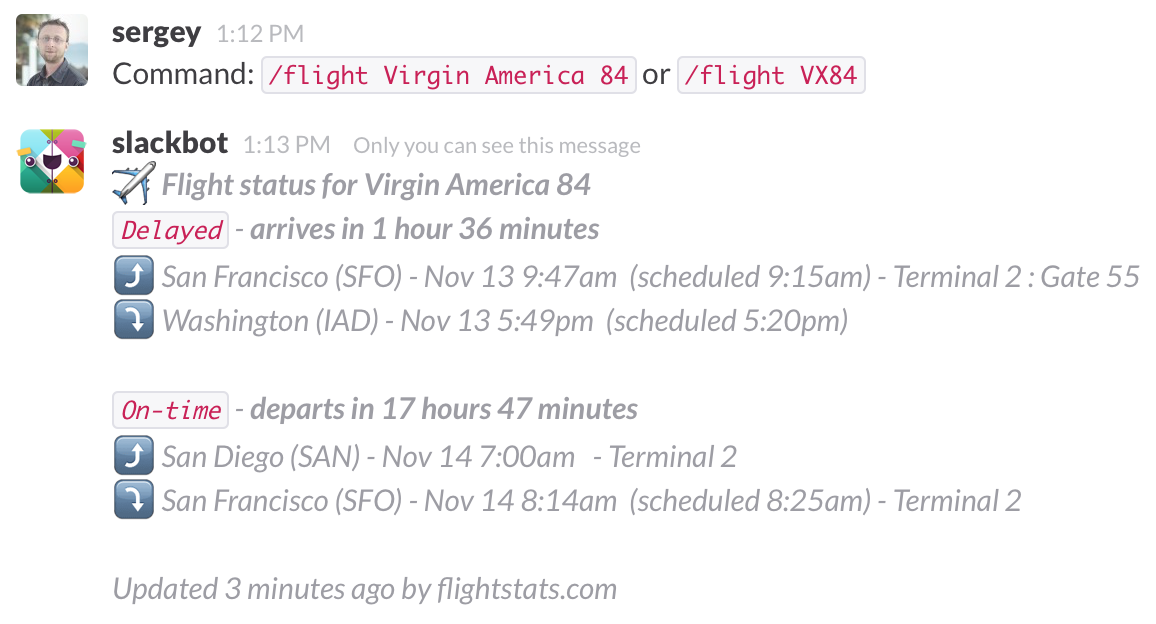 sergey 1:12 PM
Command: /flight Virgin America 84 or /flight VX84
slackbot 1:13 PM Only you can see this message
Flight status for Virgin America 84
Delayed - arrives in 1 hour 36 minutes
San Francisco (SFO) - Nov 13 9:47am (scheduled 9:15am) - Terminal 2 : Gate 55
Washington (IAD) - Nov 13 5:49pm (scheduled 5:20pm)
On-time - departs in 17 hours 47 minutes
San Diego (SAN) - Nov 14 7:00am - Terminal 2
San Francisco (SFO) - Nov 14 8:14am (scheduled 8:25am) - Terminal 2
Updated 3 minutes ago by flightstats.com